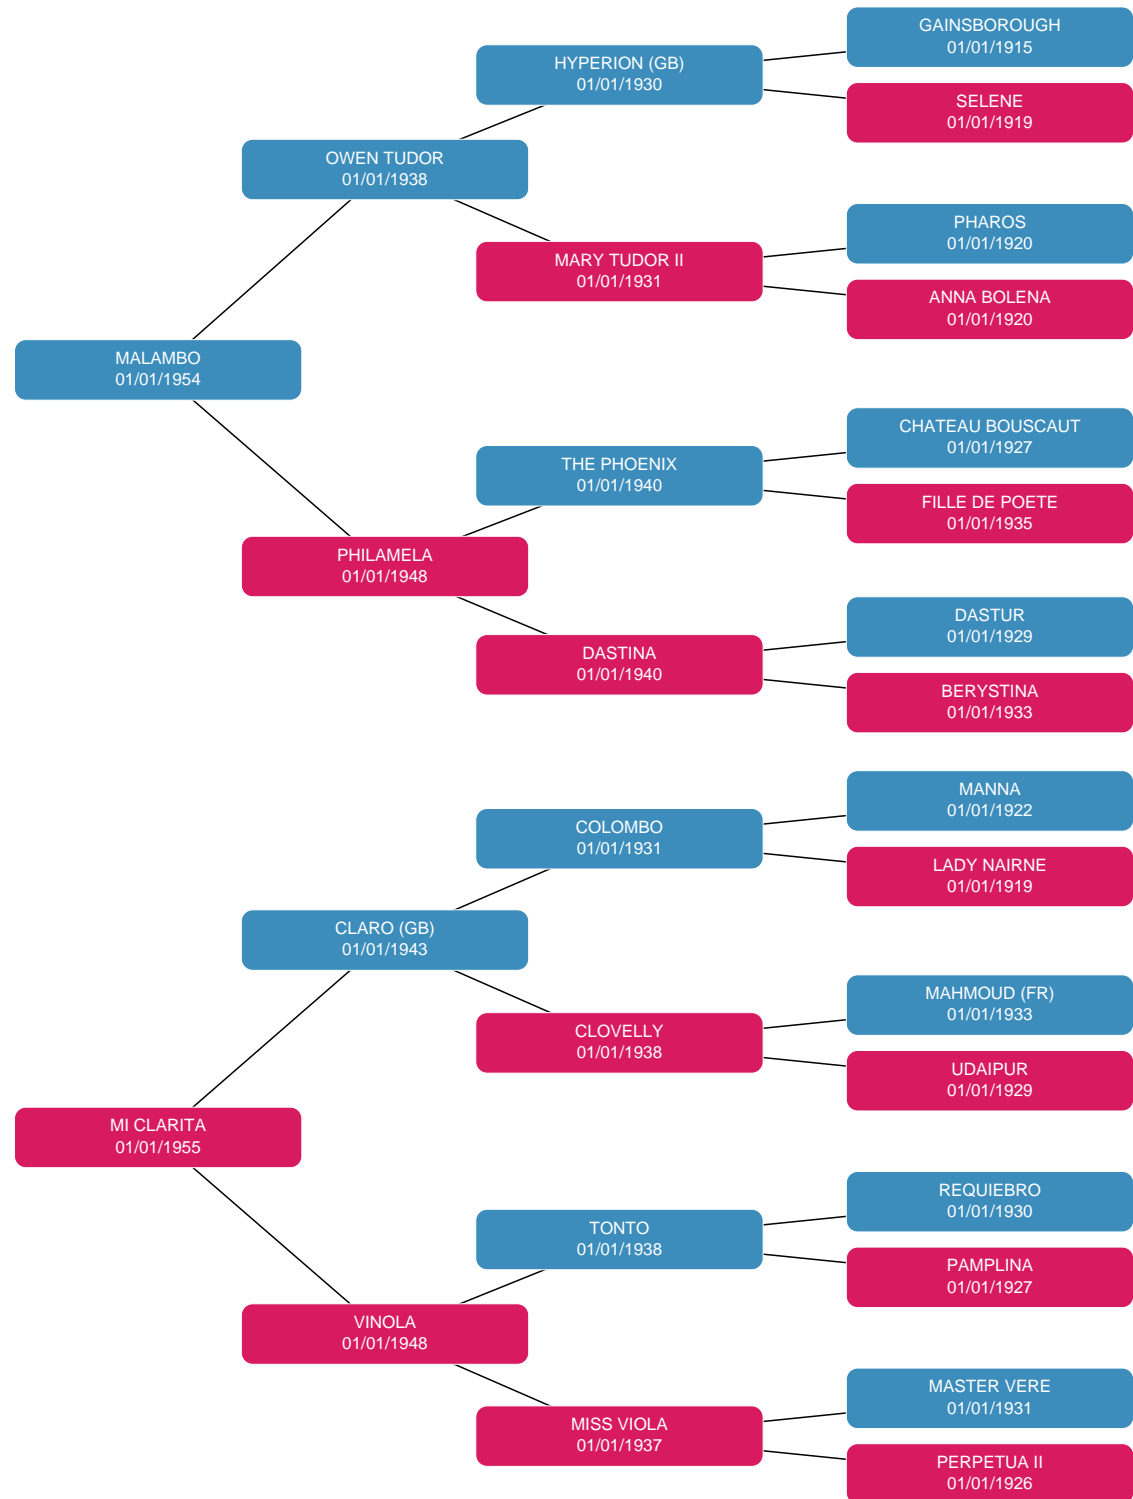 GAINSBOROUGH
01/01/1915
HYPERION (GB)
01/01/1930
SELENE
01/01/1919
OWEN TUDOR
01/01/1938
PHAROS
01/01/1920
MARY TUDOR II
01/01/1931
ANNA BOLENA
01/01/1920
MALAMBO
01/01/1954
CHATEAU BOUSCAUT
01/01/1927
THE PHOENIX
01/01/1940
FILLE DE POETE
01/01/1935
PHILAMELA
01/01/1948
DASTUR
01/01/1929
DASTINA
01/01/1940
BERYSTINA
01/01/1933
MANNA
01/01/1922
COLOMBO
01/01/1931
LADY NAIRNE
01/01/1919
CLARO (GB)
01/01/1943
MAHMOUD (FR)
01/01/1933
CLOVELLY
01/01/1938
UDAIPUR
01/01/1929
MI CLARITA
01/01/1955
REQUIEBRO
01/01/1930
TONTO
01/01/1938
PAMPLINA
01/01/1927
VINOLA
01/01/1948
MASTER VERE
01/01/1931
MISS VIOLA
01/01/1937
PERPETUA II
01/01/1926